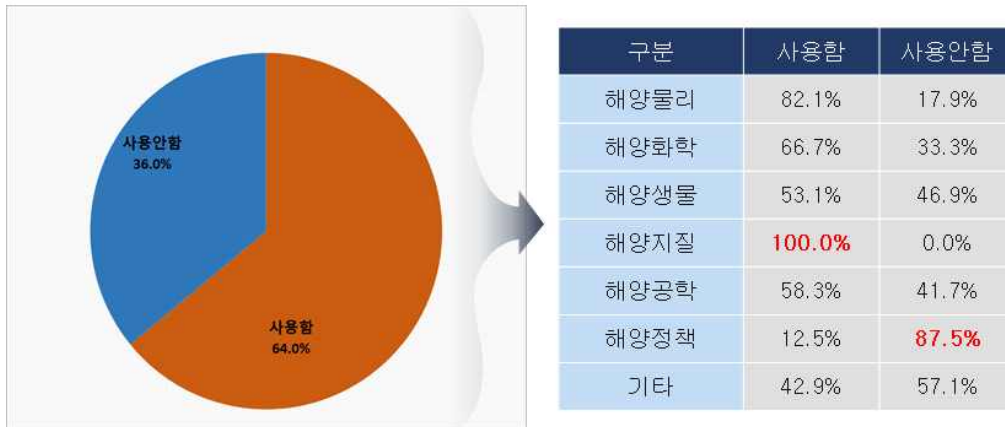 사용안함
36.0%
사용함
64.0%
구분 사용함 사용안함
해양물리 82.1% 17.9%
해양화학 66.7% 33.3%
해양생물 53.1% 46.9%
해양지질 100.0% 0.0%
해양공학 58.3% 41.7%
해양정책 12.5% 87.5%
기타 42.9% 57.1%